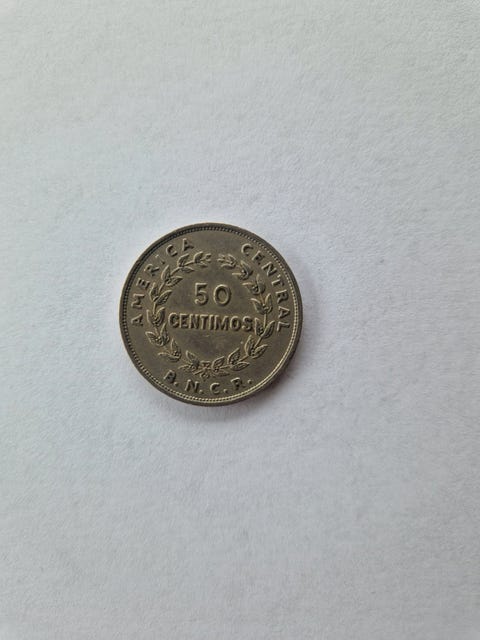 AMERICA CENTRAL
50
CENTIMOS
B. N. C. R.